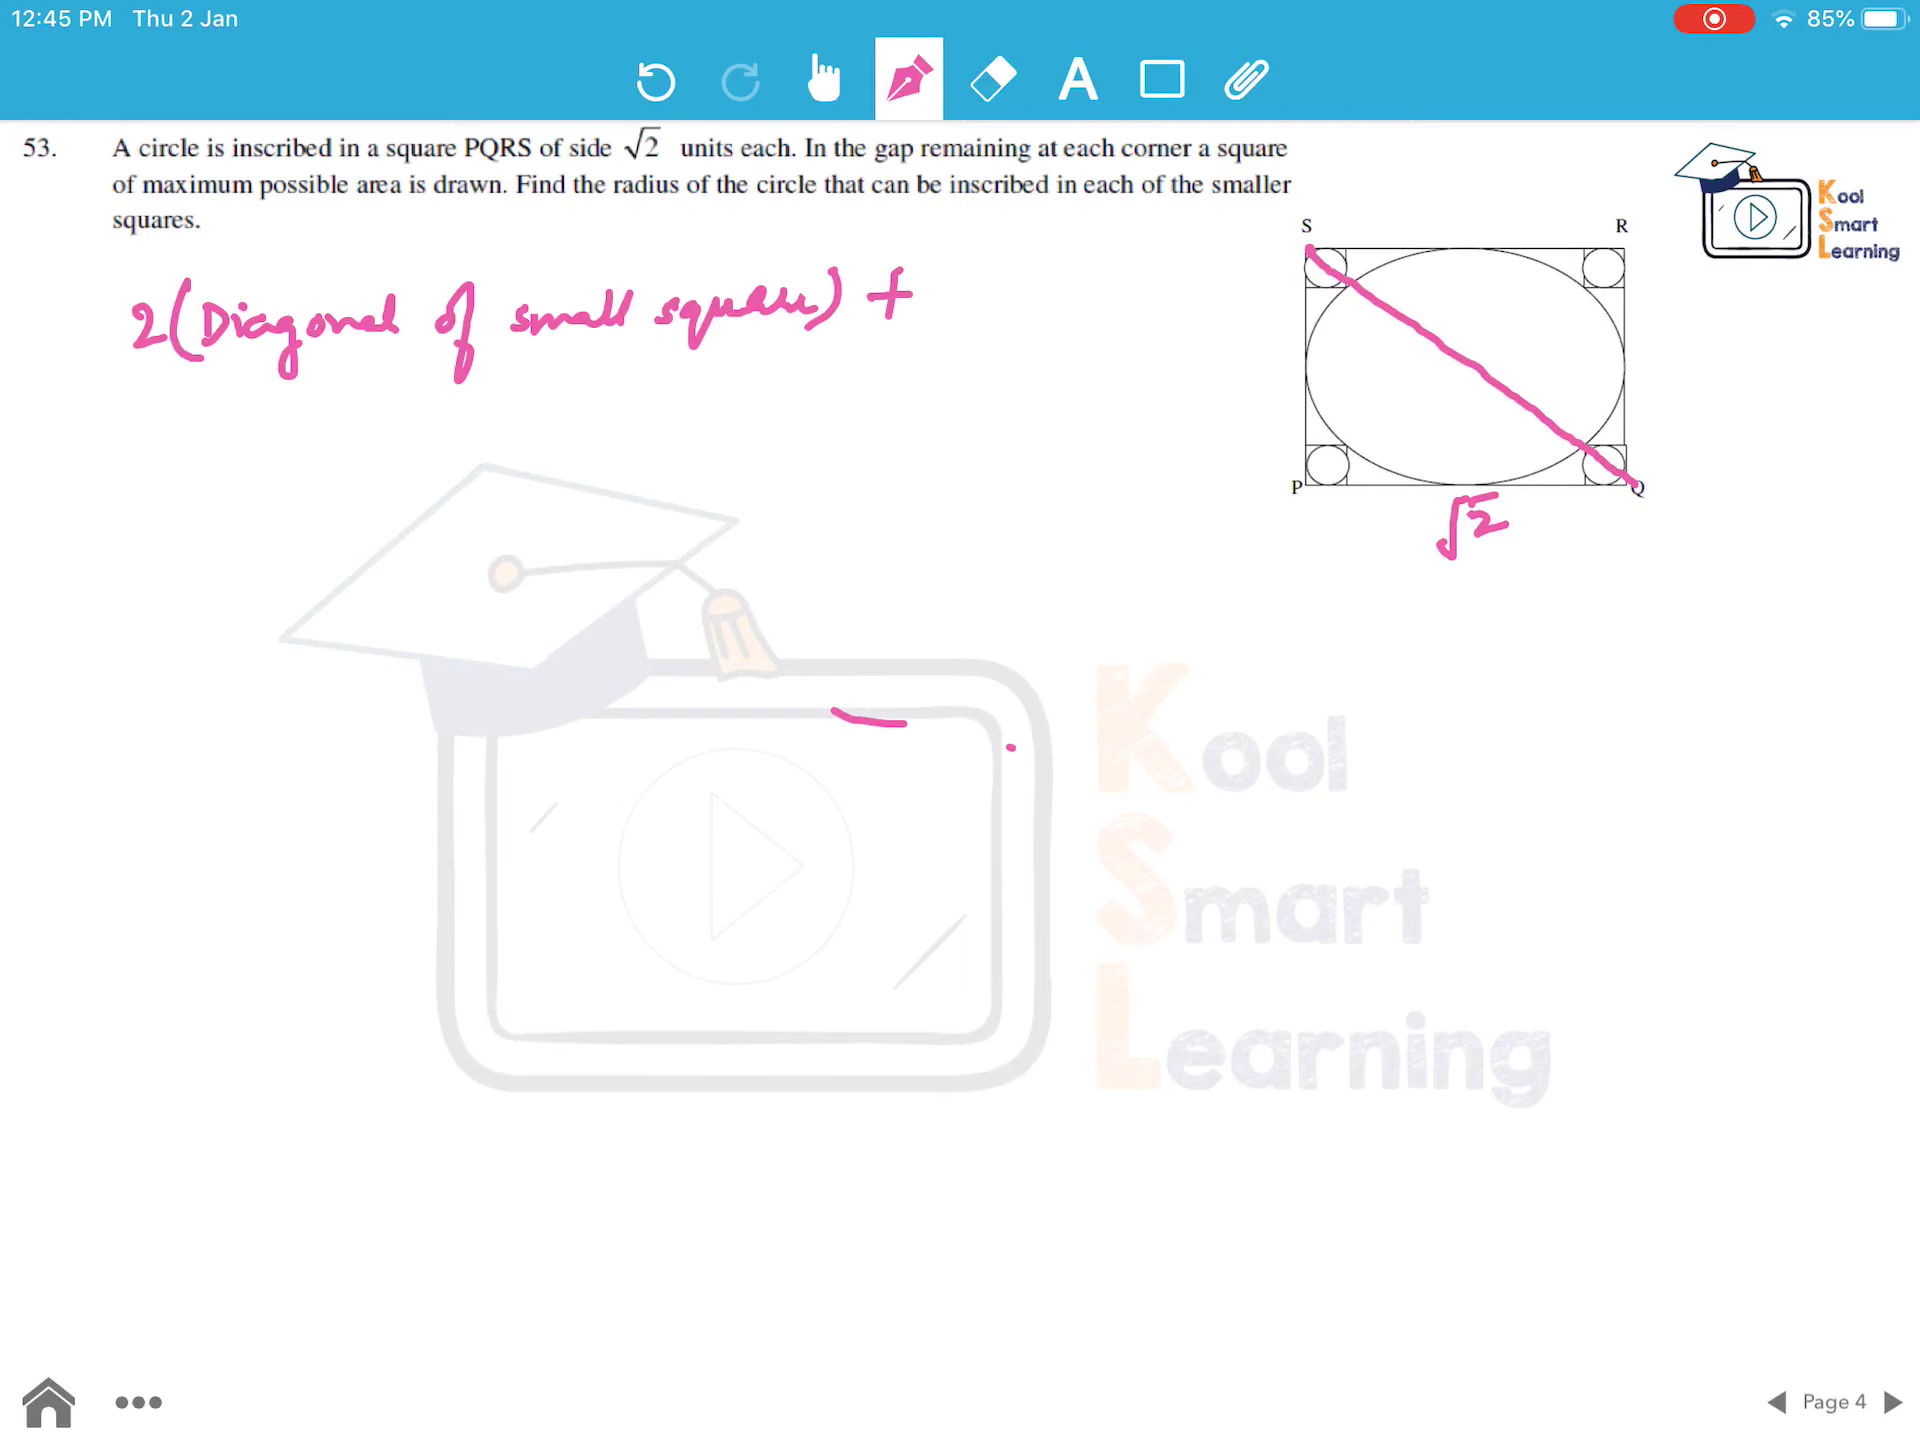 12:45 PM Thu 2 Jan
85%
A
53. A circle is inscribed in a square PQRS of side √2 units each. In the gap remaining at each corner a square
of maximum possible area is drawn. Find the radius of the circle that can be inscribed in each of the smaller
squares.
Kool
Smart
Learning
S R
2(Diagonal of small square) +
P Q
√2
Kool
Smart
Learning
Page 4